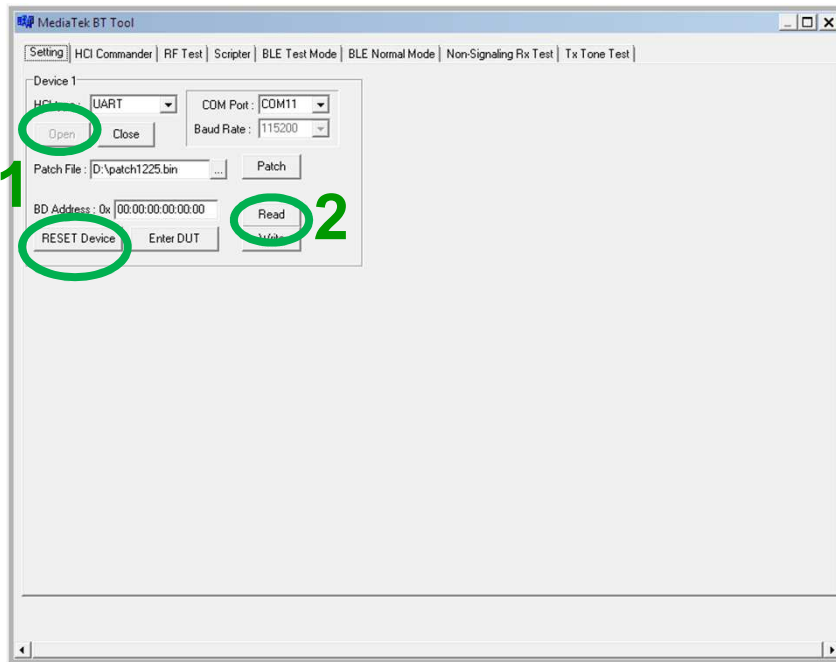 MediaTek BT Tool
Setting HCI Commander RF Test Scripter BLE Test Mode BLE Normal Mode Non-Signaling Rx Test Tx Tone Test
Device 1
UART COM Port : COM11
Open Close Baud Rate : 115200
1
Patch File : D:\patch1225.bin ... Patch
BD Address : 0x 00:00:00:00:00:00 Read 2
RESET Device Enter DUT Write